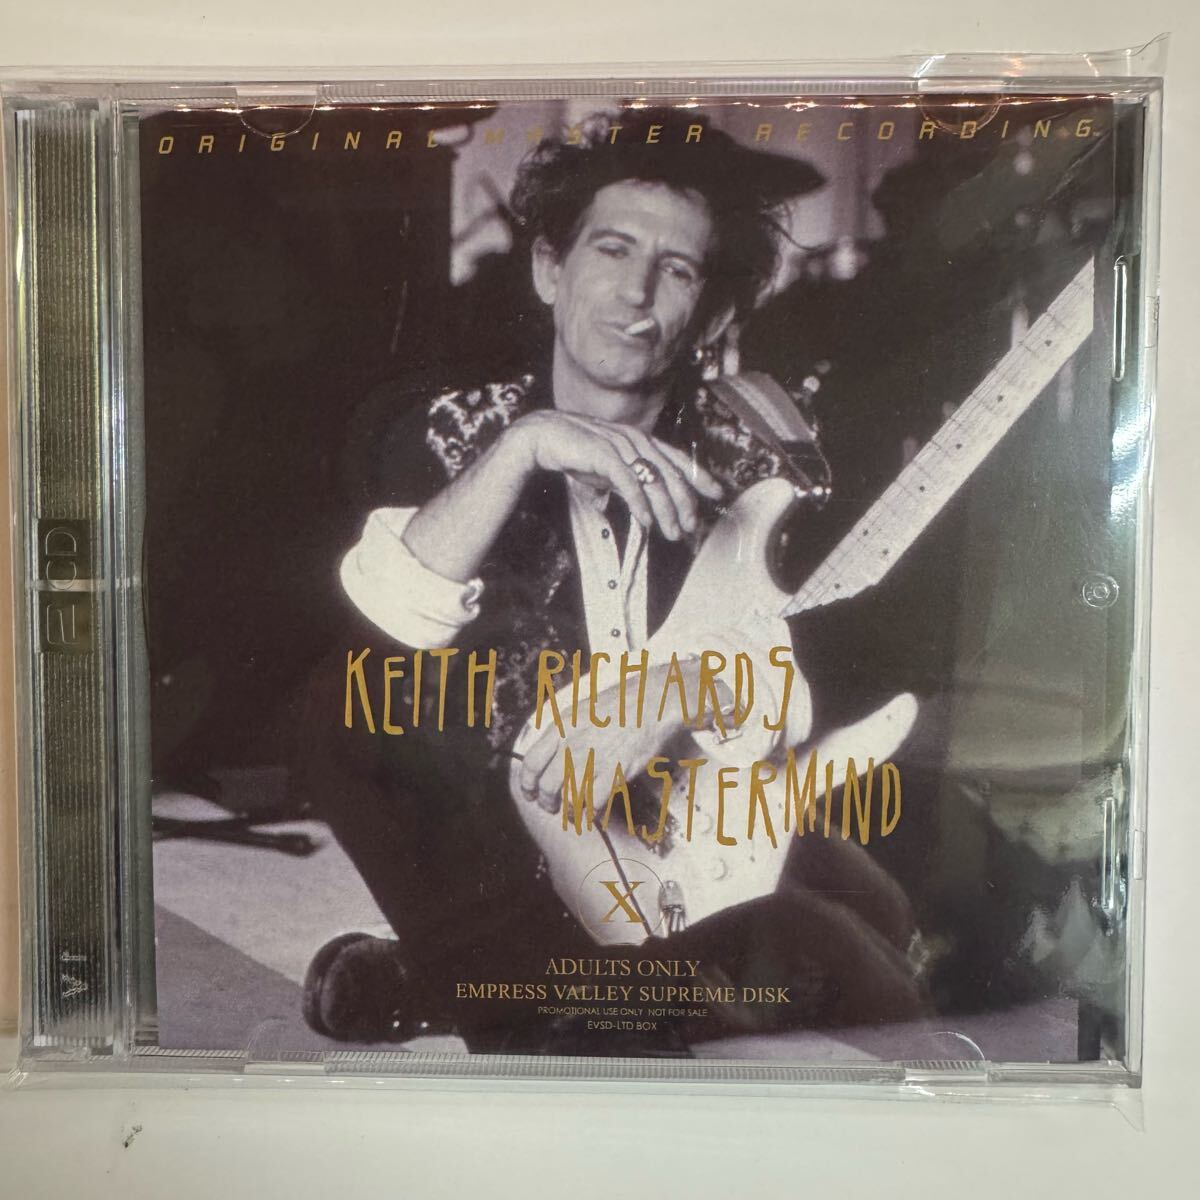 ORIGINAL MASTER RECORDING™
2CD
KEITH RICHARDS
MASTERMIND
X
ADULTS ONLY
EMPRESS VALLEY SUPREME DISK
PROMOTIONAL USE ONLY NOT FOR SALE
EVSD-LTD BOX